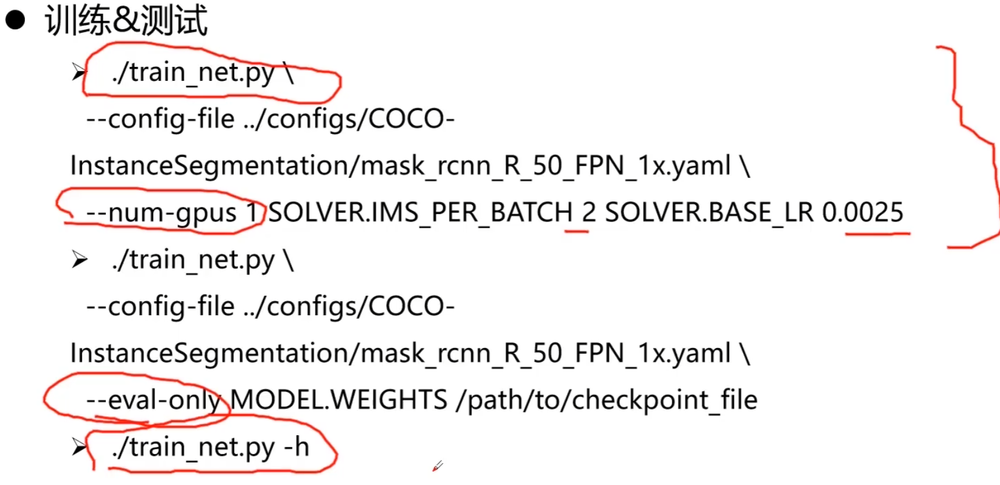 ● 训练&测试
➢ ./train_net.py \
--config-file ../configs/COCO-
InstanceSegmentation/mask_rcnn_R_50_FPN_1x.yaml \
--num-gpus 1 SOLVER.IMS_PER_BATCH 2 SOLVER.BASE_LR 0.0025
➢ ./train_net.py \
--config-file ../configs/COCO-
InstanceSegmentation/mask_rcnn_R_50_FPN_1x.yaml \
--eval-only MODEL.WEIGHTS /path/to/checkpoint_file
➢ ./train_net.py -h